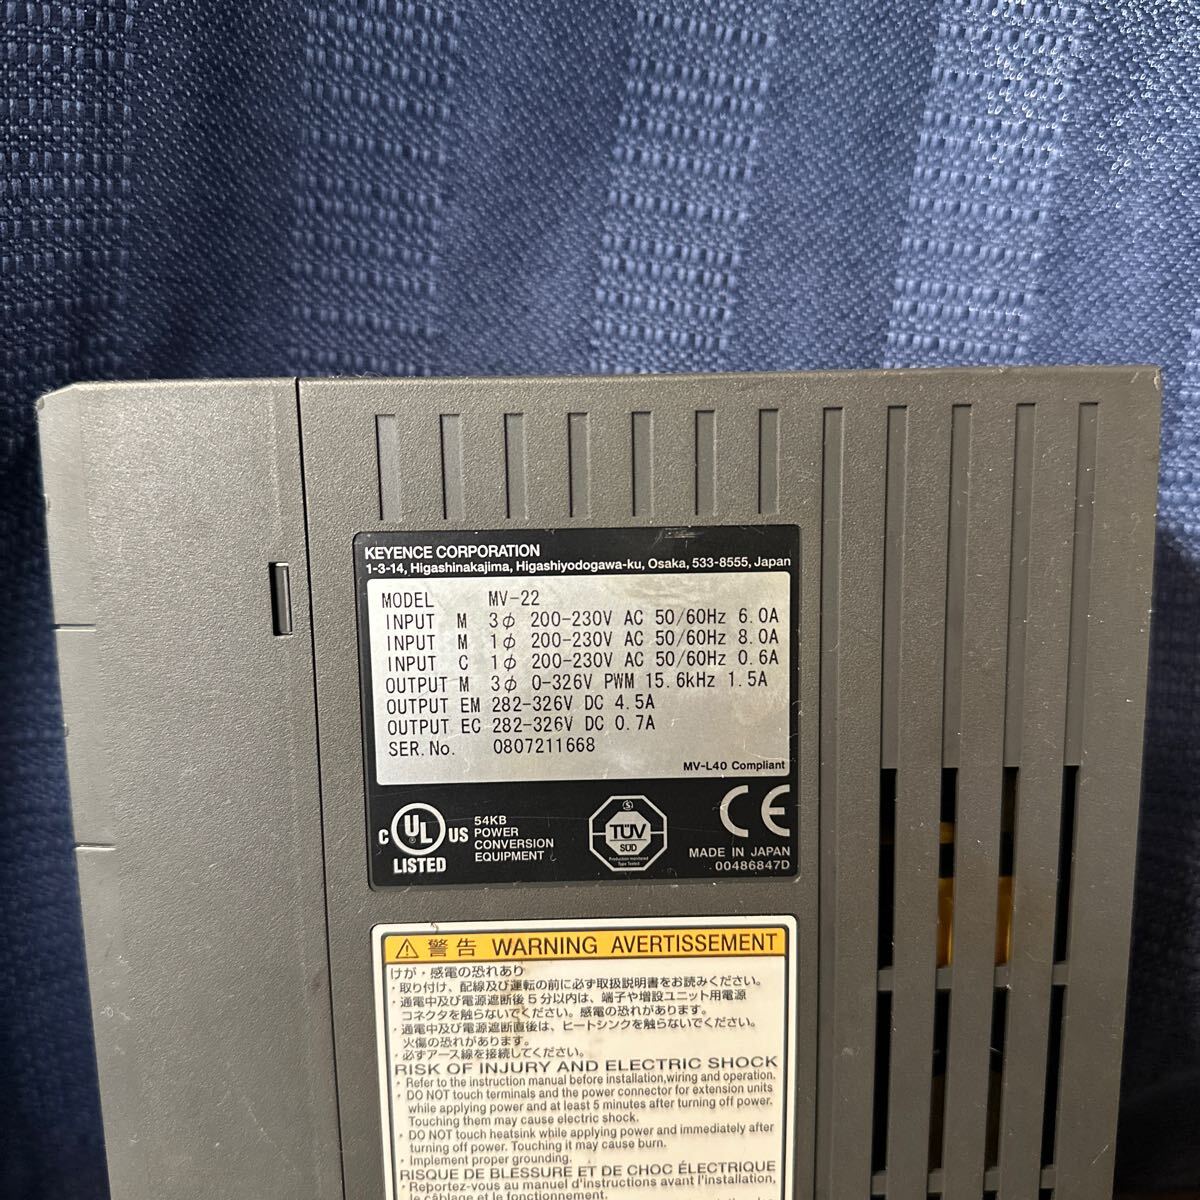 KEYENCE CORPORATION
1-3-14, Higashinakajima, Higashiyodogawa-ku, Osaka, 533-8555, Japan
MODEL MV-22
INPUT M 3φ 200-230V AC 50/60Hz 6.0A
INPUT M 1φ 200-230V AC 50/60Hz 8.0A
INPUT C 1φ 200-230V AC 50/60Hz 0.6A
OUTPUT M 3φ 0-326V PWM 15.6kHz 1.5A
OUTPUT EM 282-326V DC 4.5A
OUTPUT EC 282-326V DC 0.7A
SER.No. 0807211668
MV-L40 Compliant
C UL US
LISTED
54KB
POWER
CONVERSION
EQUIPMENT
TÜV
SÜD
Production monitored
Type Tested
CE
MADE IN JAPAN
00486847D
⚠ 警告 WARNING AVERTISSEMENT
けが・感電の恐れあり
・取り付け、配線及び運転の前に必ず取扱説明書をお読みください。
・通電中及び電源遮断後5分以内は、端子や増設ユニット用電源
コネクタを触らないでください。感電の恐れがあります。
・通電中及び電源遮断直後は、ヒートシンクを触らないでください。
火傷の恐れがあります。
・必ずアース線を接続してください。
RISK OF INJURY AND ELECTRIC SHOCK
・Refer to the instruction manual before installation,wiring and operation.
・DO NOT touch terminals and the power connector for extension units
while applying power and at least 5 minutes after turning off power.
Touching them may cause electric shock.
・DO NOT touch heatsink while applying power and immediately after
turning off power. Touching it may cause burn.
・Implement proper grounding.
RISQUE DE BLESSURE ET DE CHOC ÉLECTRIQUE
・Reportez-vous au manuel d'instructions avant l'installation,
le câblage et le fonctionnement.